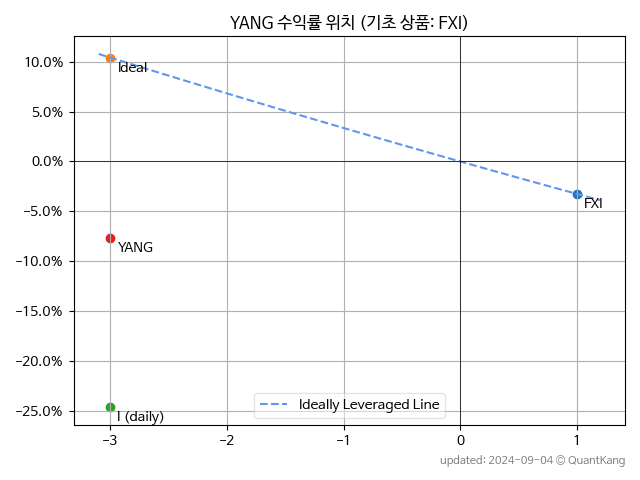 YANG 수익률 위치 (기초 상품: FXI)
10.0%
Ideal
5.0%
0.0%
FXI
−5.0%
YANG
−10.0%
−15.0%
−20.0%
Ideally Leveraged Line
−25.0%
I (daily)
−3
−2
−1
0
1
updated: 2024-09-04 © QuantKang